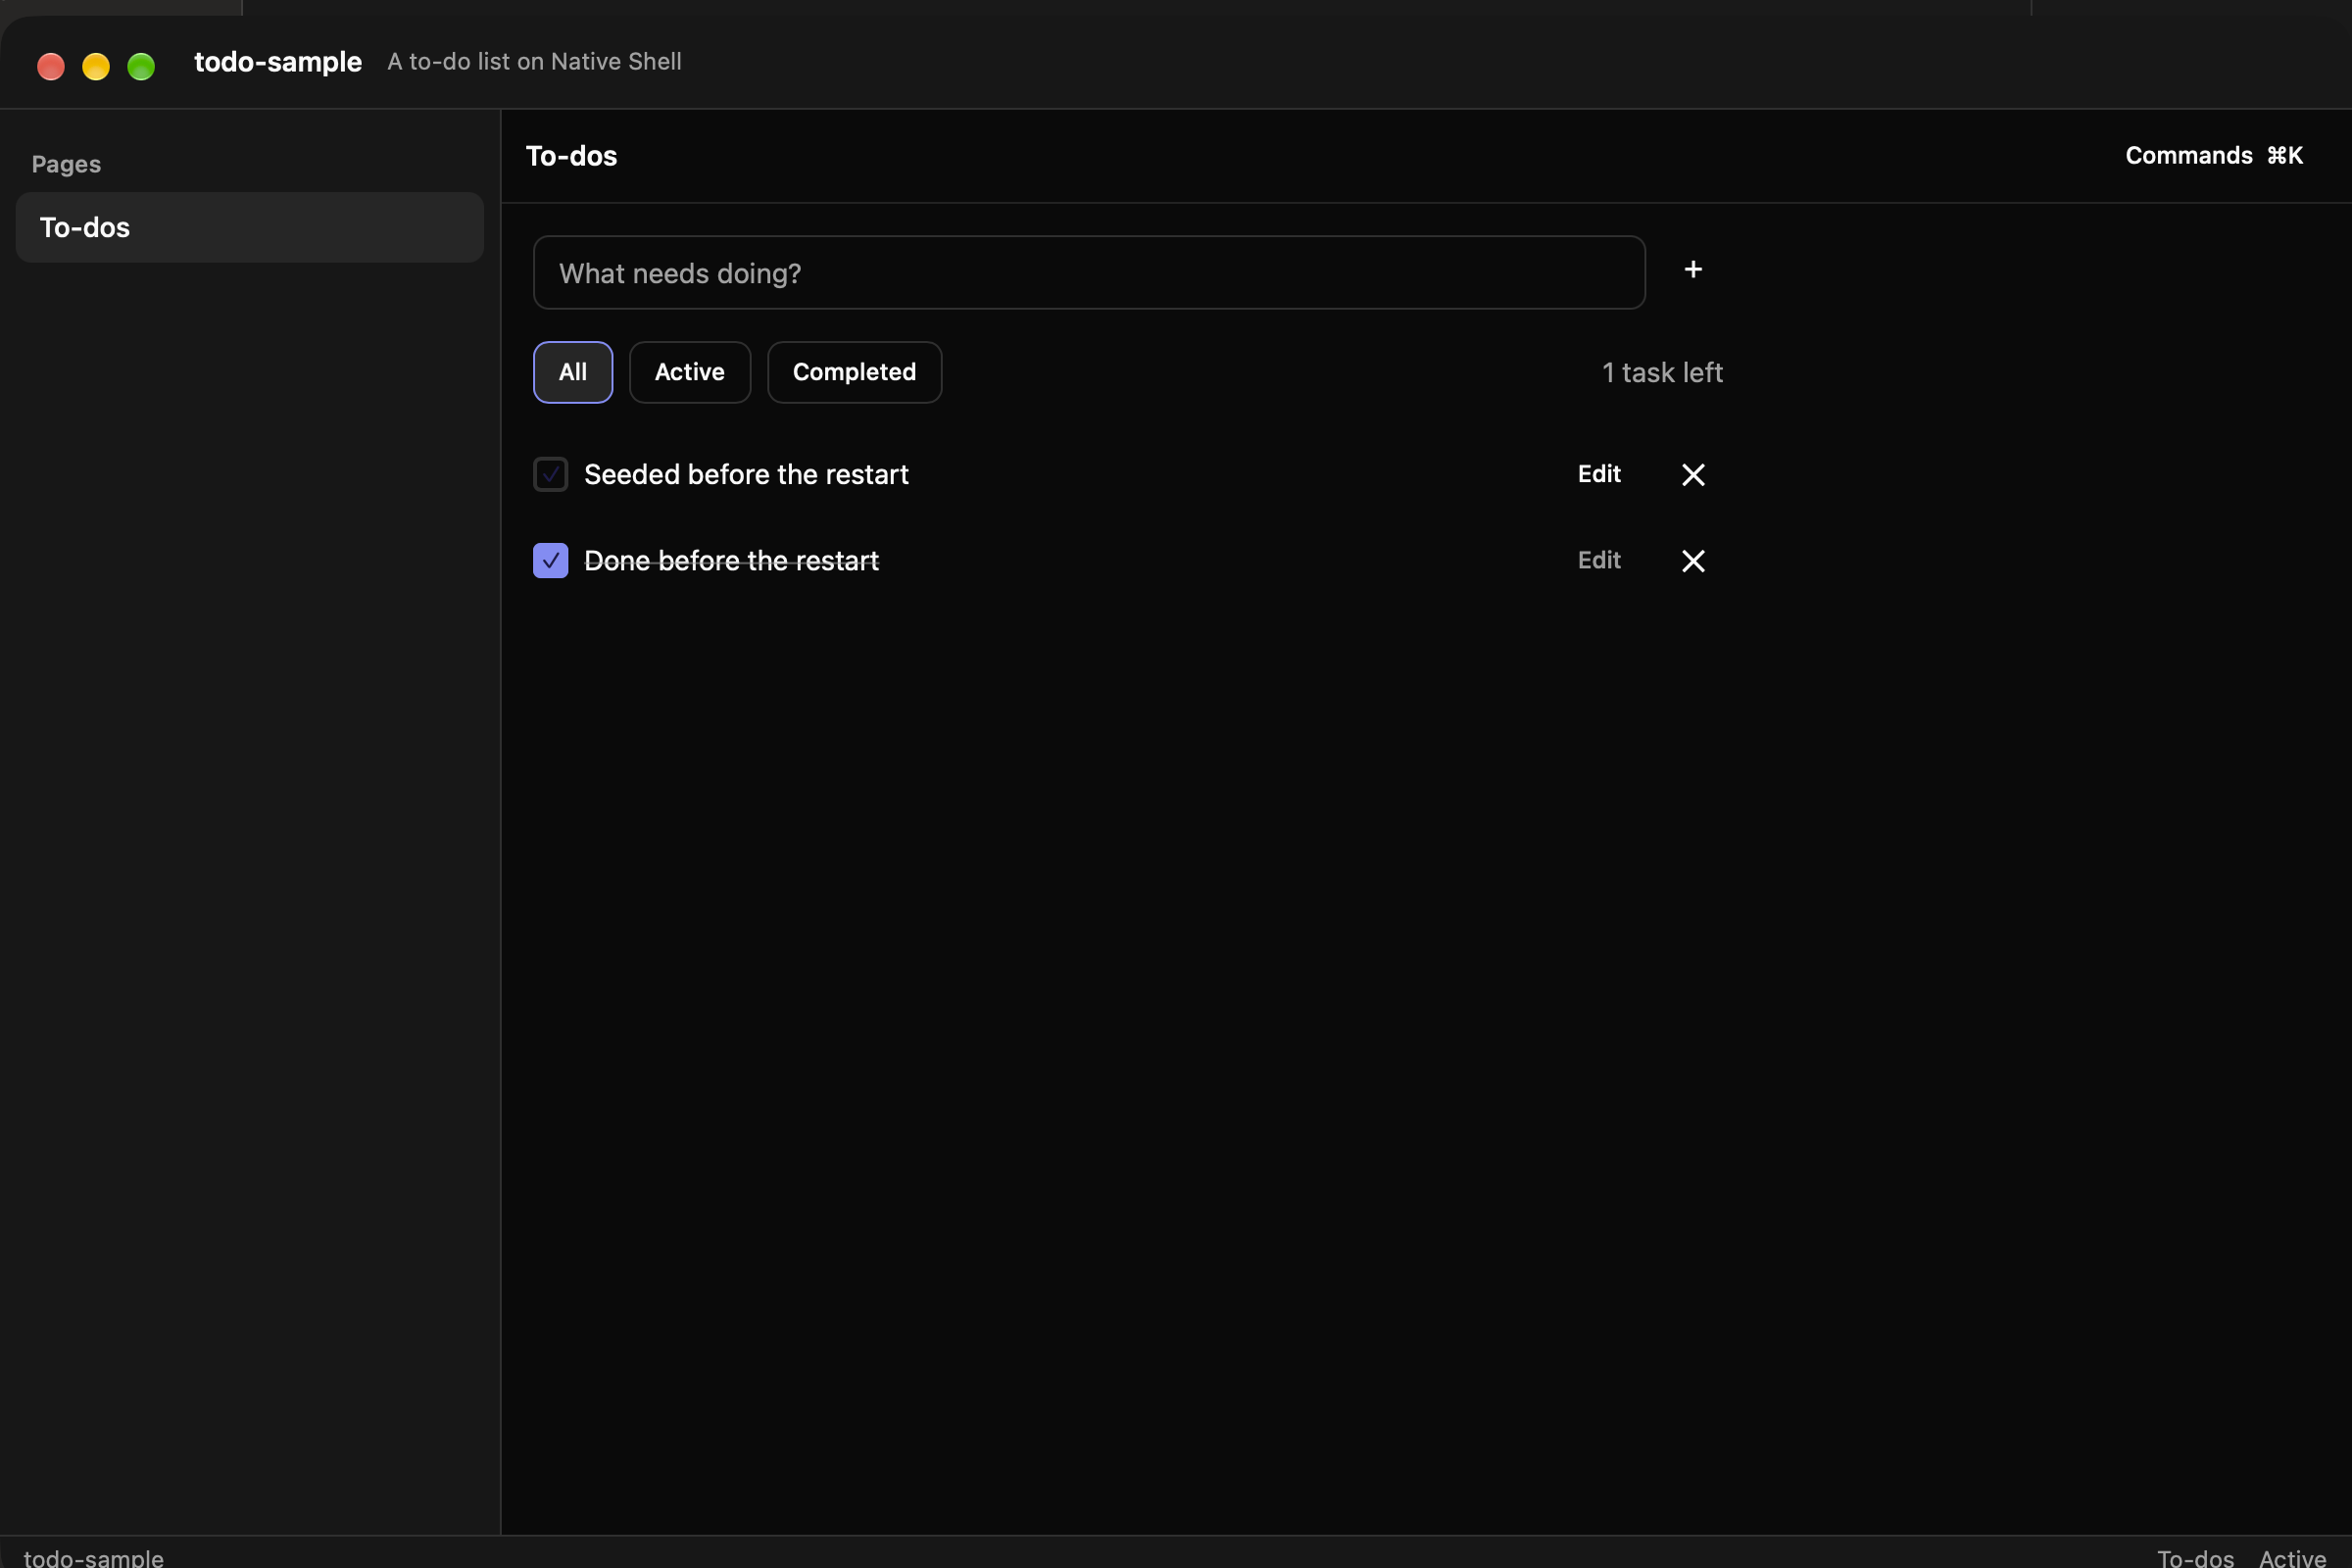 todo-sample A to-do list on Native Shell
Pages
To-dos
To-dos
Commands ⌘K
What needs doing?
+
All Active Completed
1 task left
Seeded before the restart Edit
Done before the restart Edit
todo-sample
To-dos Active